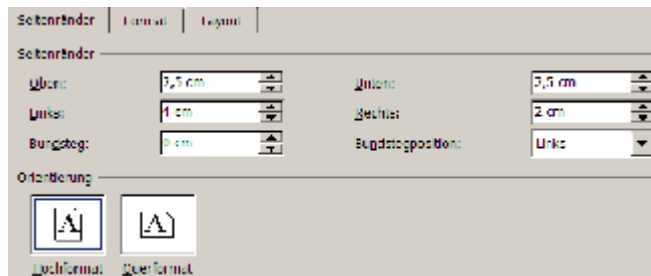 Seitenränder Format Layout
Seitenränder
Oben: 2,5 cm Unten: 2,5 cm
Links: 4 cm Rechts: 2 cm
Bundsteg: 0 cm Bundstegposition: Links
Orientierung
A A
Hochformat Querformat